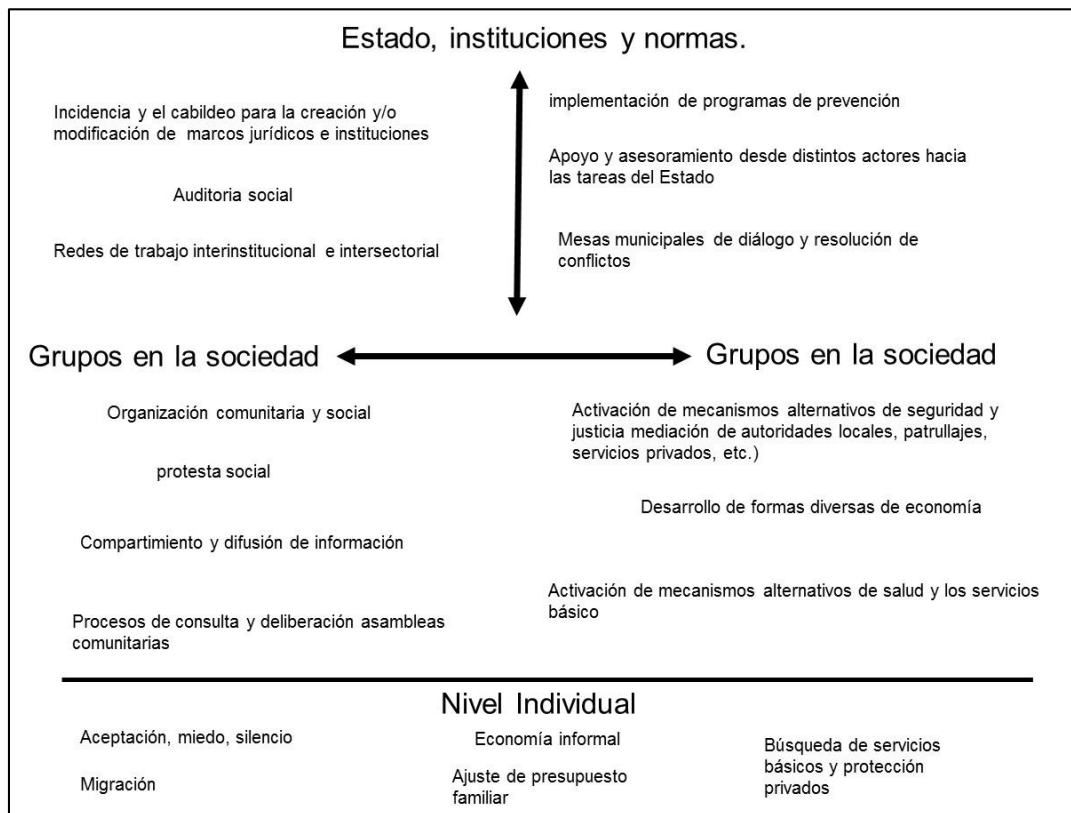 Estado, instituciones y normas.
Incidencia y el cabildeo para la creación y/o
modificación de marcos jurídicos e instituciones
Auditoria social
Redes de trabajo interinstitucional e intersectorial
implementación de programas de prevención
Apoyo y asesoramiento desde distintos actores hacia
las tareas del Estado
Mesas municipales de diálogo y resolución de
conflictos
Grupos en la sociedad
Grupos en la sociedad
Organización comunitaria y social
protesta social
Compartimiento y difusión de información
Procesos de consulta y deliberación asambleas
comunitarias
Activación de mecanismos alternativos de seguridad y
justicia mediación de autoridades locales, patrullajes,
servicios privados, etc.)
Desarrollo de formas diversas de economía
Activación de mecanismos alternativos de salud y los servicios
básico
Nivel Individual
Aceptación, miedo, silencio
Migración
Economía informal
Ajuste de presupuesto
familiar
Búsqueda de servicios
básicos y protección
privados